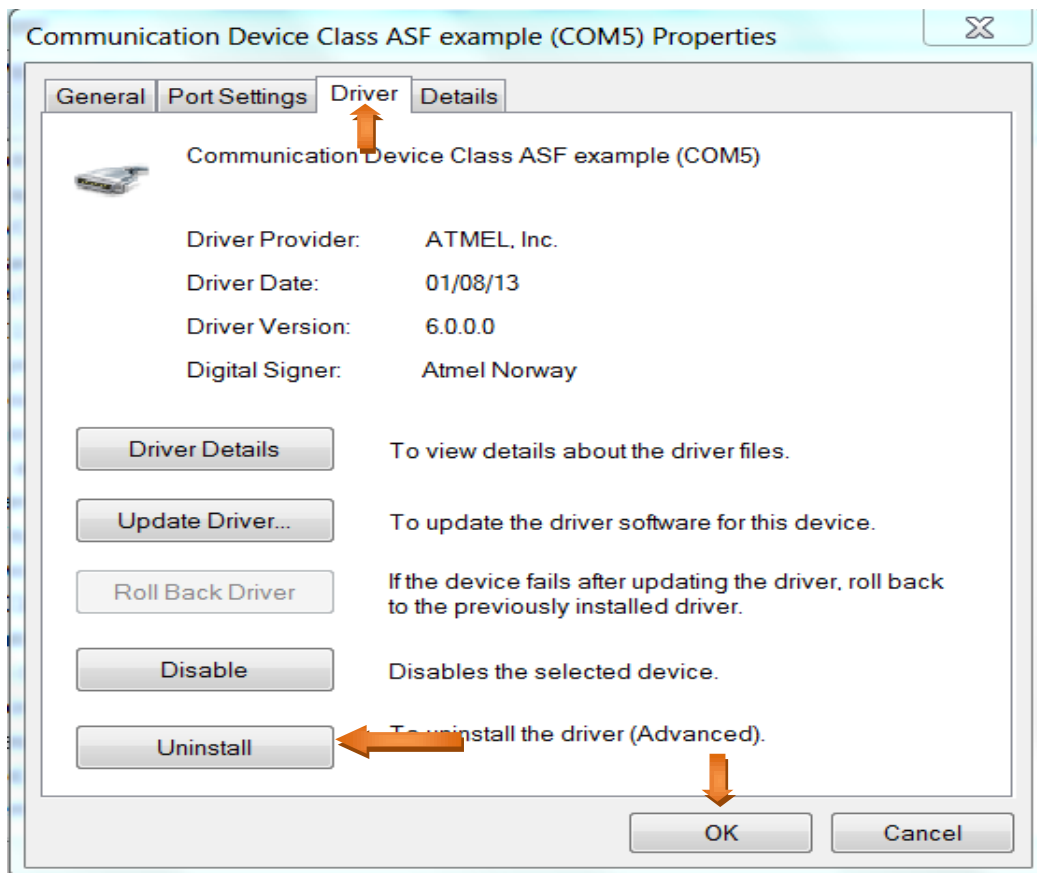 Communication Device Class ASF example (COM5) Properties
General Port Settings Driver Details
Communication Device Class ASF example (COM5)
Driver Provider: ATMEL, Inc.
Driver Date: 01/08/13
Driver Version: 6.0.0.0
Digital Signer: Atmel Norway
Driver Details To view details about the driver files.
Update Driver... To update the driver software for this device.
Roll Back Driver If the device fails after updating the driver, roll back
to the previously installed driver.
Disable Disables the selected device.
Uninstall To uninstall the driver (Advanced).
OK Cancel